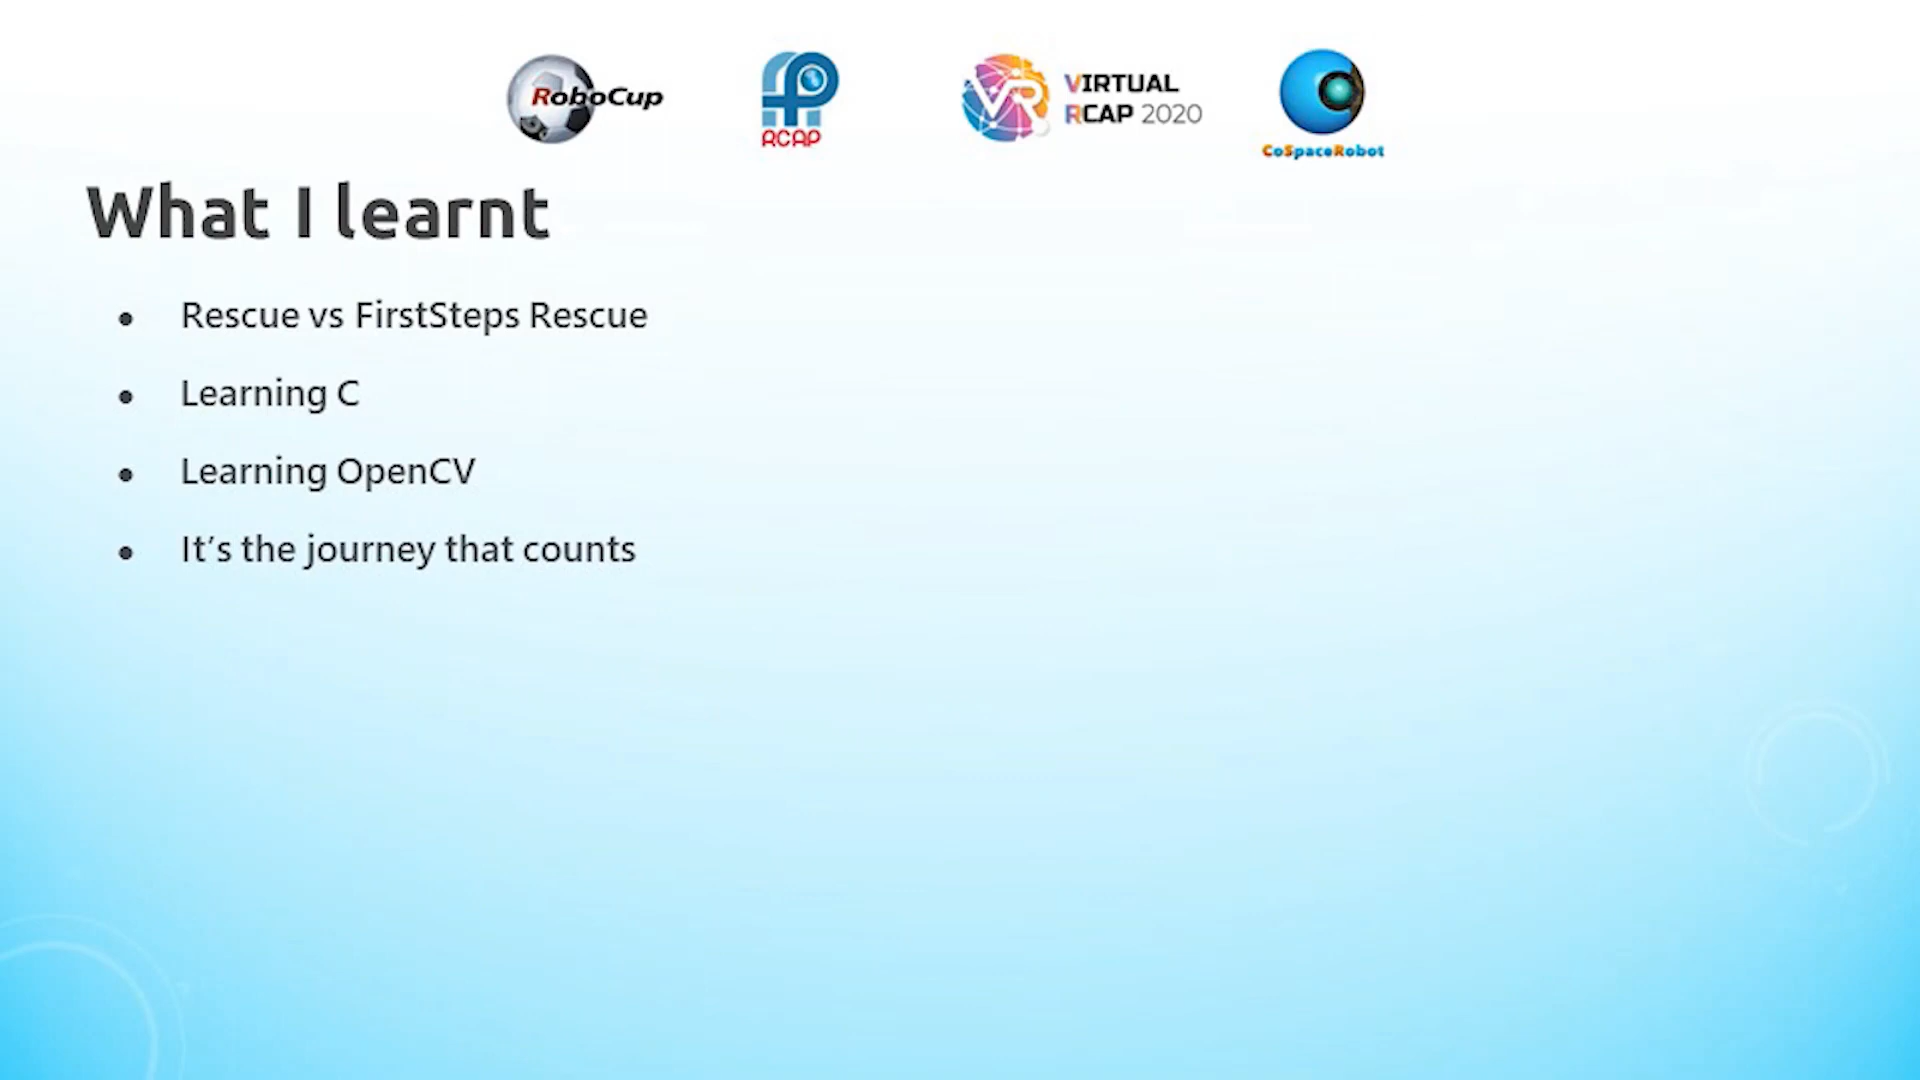 RoboCup
RCAP
VR
VIRTUAL
RCAP 2020
CoSpaceRobot
What I learnt
• Rescue vs FirstSteps Rescue
• Learning C
• Learning OpenCV
• It’s the journey that counts